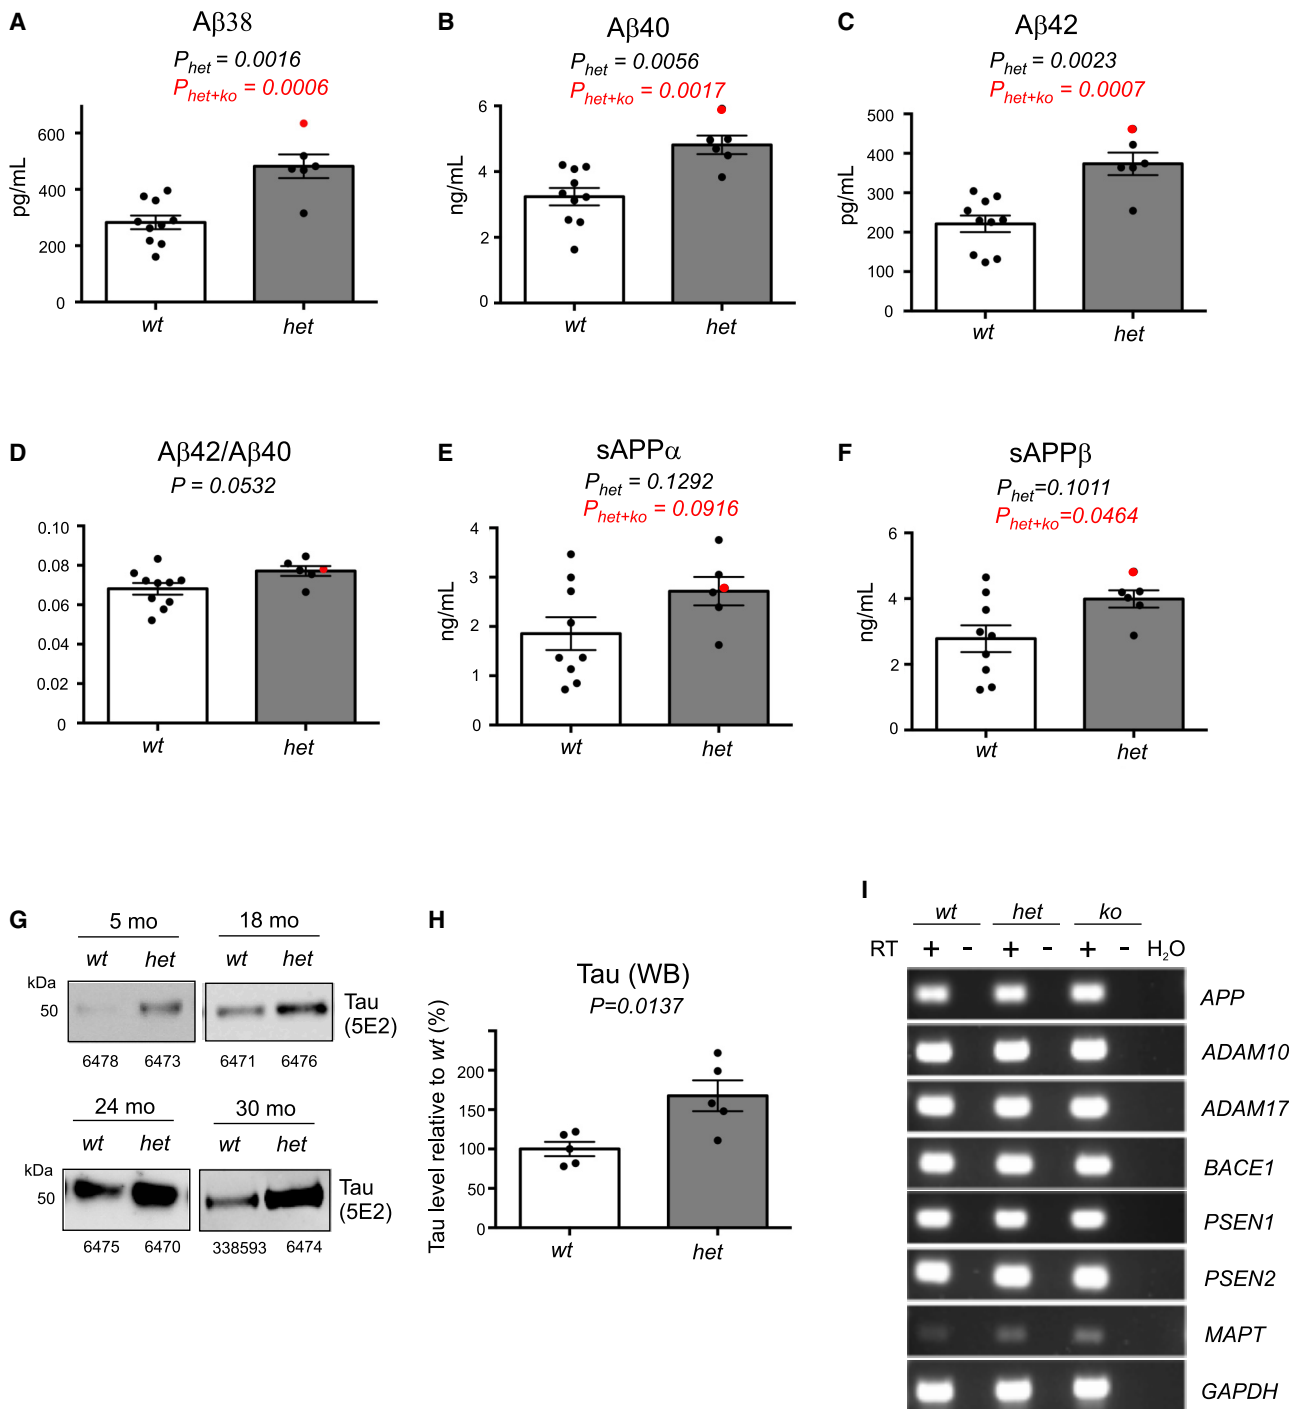 A
Aβ38
P_het = 0.0016
P_het+ko = 0.0006
pg/mL
600
400
200
0
wt
het
B
Aβ40
P_het = 0.0056
P_het+ko = 0.0017
ng/mL
6
4
2
0
wt
het
C
Aβ42
P_het = 0.0023
P_het+ko = 0.0007
pg/mL
500
400
300
200
100
0
wt
het
D
Aβ42/Aβ40
P = 0.0532
0.10
0.08
0.06
0.04
0.02
0
wt
het
E
sAPPα
P_het = 0.1292
P_het+ko = 0.0916
ng/mL
4
3
2
1
0
wt
het
F
sAPPβ
P_het=0.1011
P_het+ko=0.0464
ng/mL
6
4
2
0
wt
het
G
5 mo
18 mo
wt het wt het
kDa
50
Tau
(5E2)
6478 6473 6471 6476
24 mo
30 mo
wt het wt het
kDa
50
Tau
(5E2)
6475 6470 338593 6474
H
Tau (WB)
P=0.0137
Tau level relative to wt (%)
200
150
100
50
0
wt
het
I
wt het ko
RT + - + - + - H₂O
APP
ADAM10
ADAM17
BACE1
PSEN1
PSEN2
MAPT
GAPDH